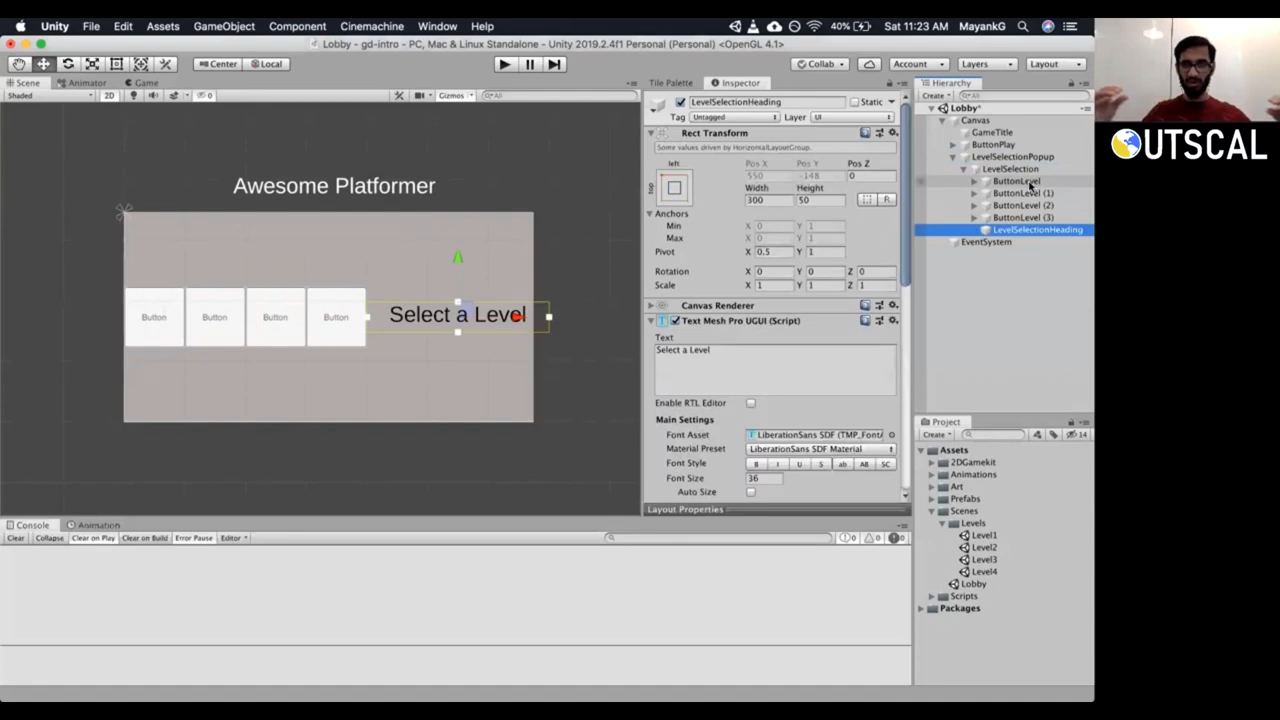 Unity File Edit Assets GameObject Component Cinemachine Window Help 40% Sat 11:23 AM MayankG
Lobby - gd-intro - PC, Mac & Linux Standalone - Unity 2019.2.4f1 Personal (Personal) <OpenGL 4.1>
Center Local Collab Account Layers Layout
Scene Animator Game Tile Palette Inspector Hierarchy
Shaded 2D 0 Gizmos All Create All
LevelSelectionHeading Static
Tag Untagged Layer UI
Rect Transform
Some values driven by HorizontalLayoutGroup.
left Pos X Pos Y Pos Z
top 550 -148 0
Width Height
300 50 R
Anchors
Min X 0 Y 1
Max X 0 Y 1
Pivot X 0.5 Y 1
Rotation X 0 Y 0 Z 0
Scale X 1 Y 1 Z 1
Canvas Renderer
Text Mesh Pro UGUI (Script)
Text
Select a Level
Enable RTL Editor
Main Settings
Font Asset LiberationSans SDF (TMP_Font
Material Preset LiberationSans SDF Material
Font Style B I U S ab AB SC
Font Size 36
Auto Size
Layout Properties
Awesome Platformer
Button Button Button Button Select a Level
Lobby*
Canvas
GameTitle
ButtonPlay
LevelSelectionPopup
LevelSelection
ButtonLevel
ButtonLevel (1)
ButtonLevel (2)
ButtonLevel (3)
LevelSelectionHeading
EventSystem
Project
Create 14
Assets
2DGamekit
Animations
Art
Prefabs
Scenes
Levels
Level1
Level2
Level3
Level4
Lobby
Scripts
Packages
Console Animation
Clear Collapse Clear on Play Clear on Build Error Pause Editor 0 0 0
OUTSCAL